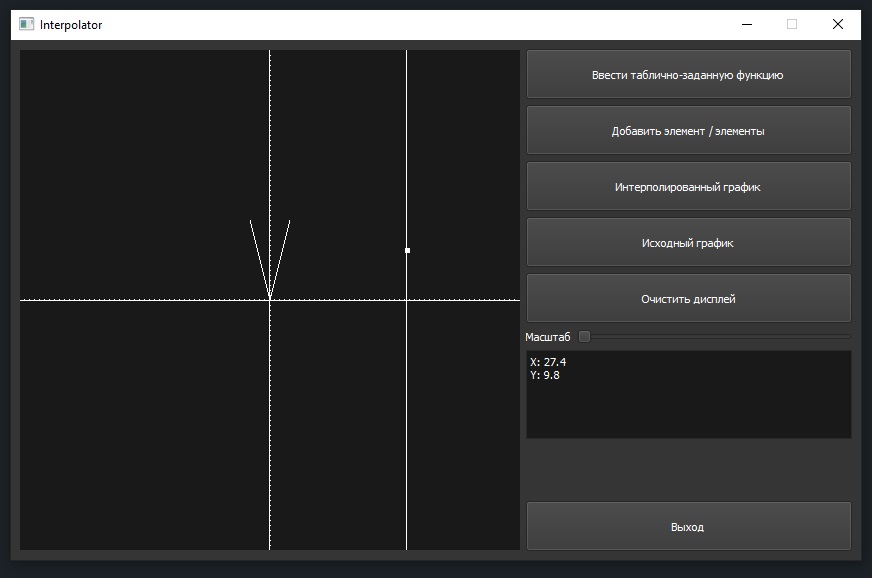 Interpolator
Ввести таблично-заданную функцию
Добавить элемент / элементы
Интерполированный график
Исходный график
Очистить дисплей
Масштаб
X: 27.4
Y: 9.8
Выход